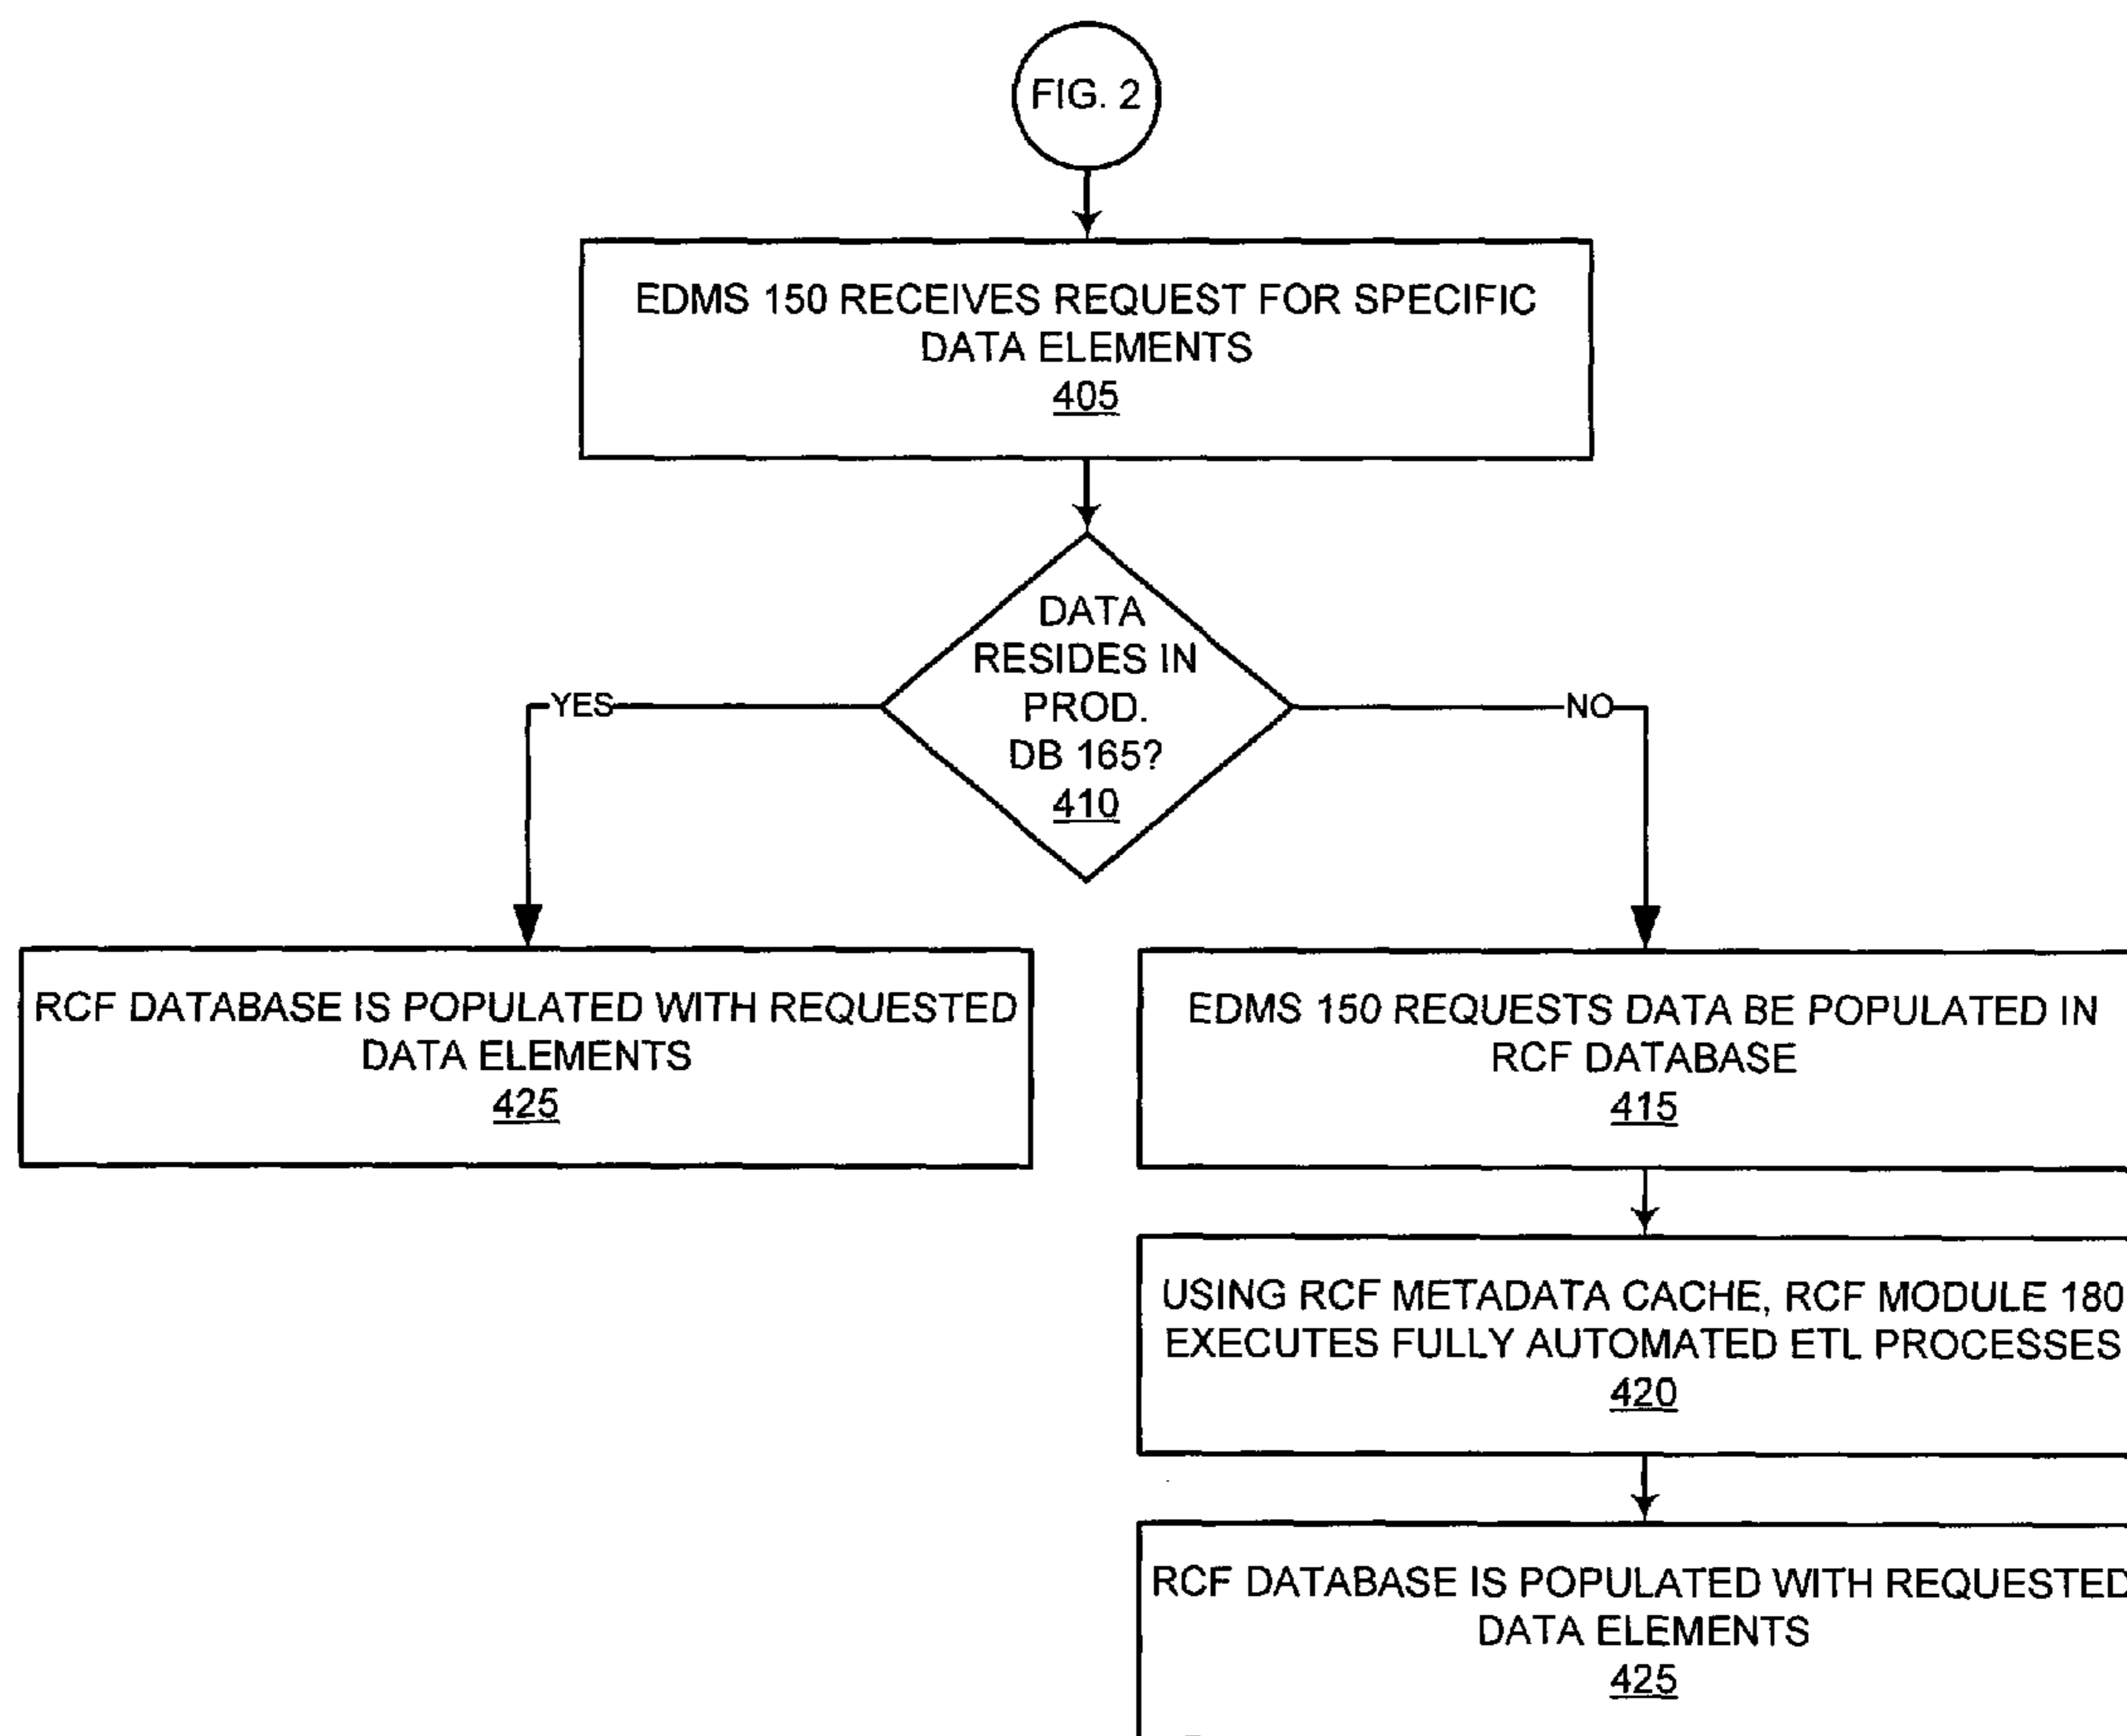 FIG. 2
EDMS 150 RECEIVES REQUEST FOR SPECIFIC
DATA ELEMENTS
405
DATA
RESIDES IN
PROD.
DB 165?
410
YES
NO
RCF DATABASE IS POPULATED WITH REQUESTED
DATA ELEMENTS
425
EDMS 150 REQUESTS DATA BE POPULATED IN
RCF DATABASE
415
USING RCF METADATA CACHE, RCF MODULE 180
EXECUTES FULLY AUTOMATED ETL PROCESSES
420
RCF DATABASE IS POPULATED WITH REQUESTED
DATA ELEMENTS
425